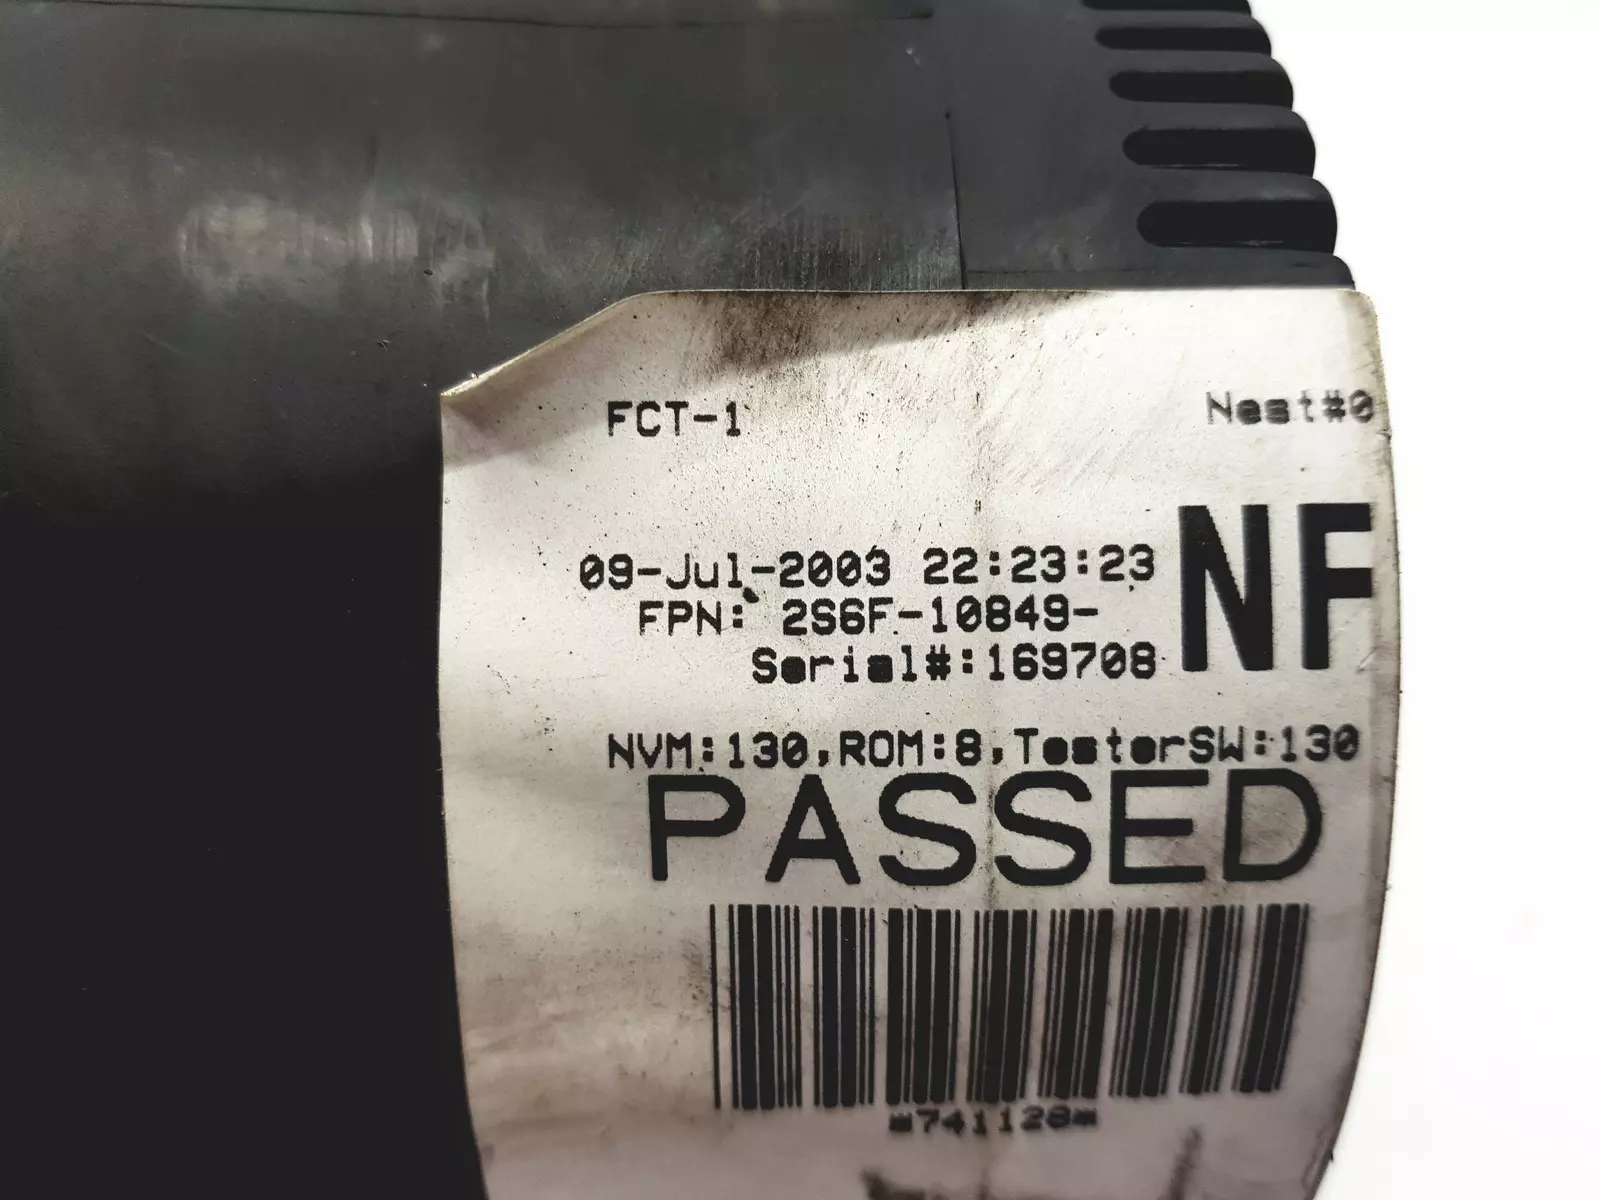 FCT-1 Nest#0
NF
09-Jul-2003 22:23:23
FPN: 2S6F-10849-
Serial#:169708
NVM:130,ROM:8,TesterSW:130
PASSED
*741128*